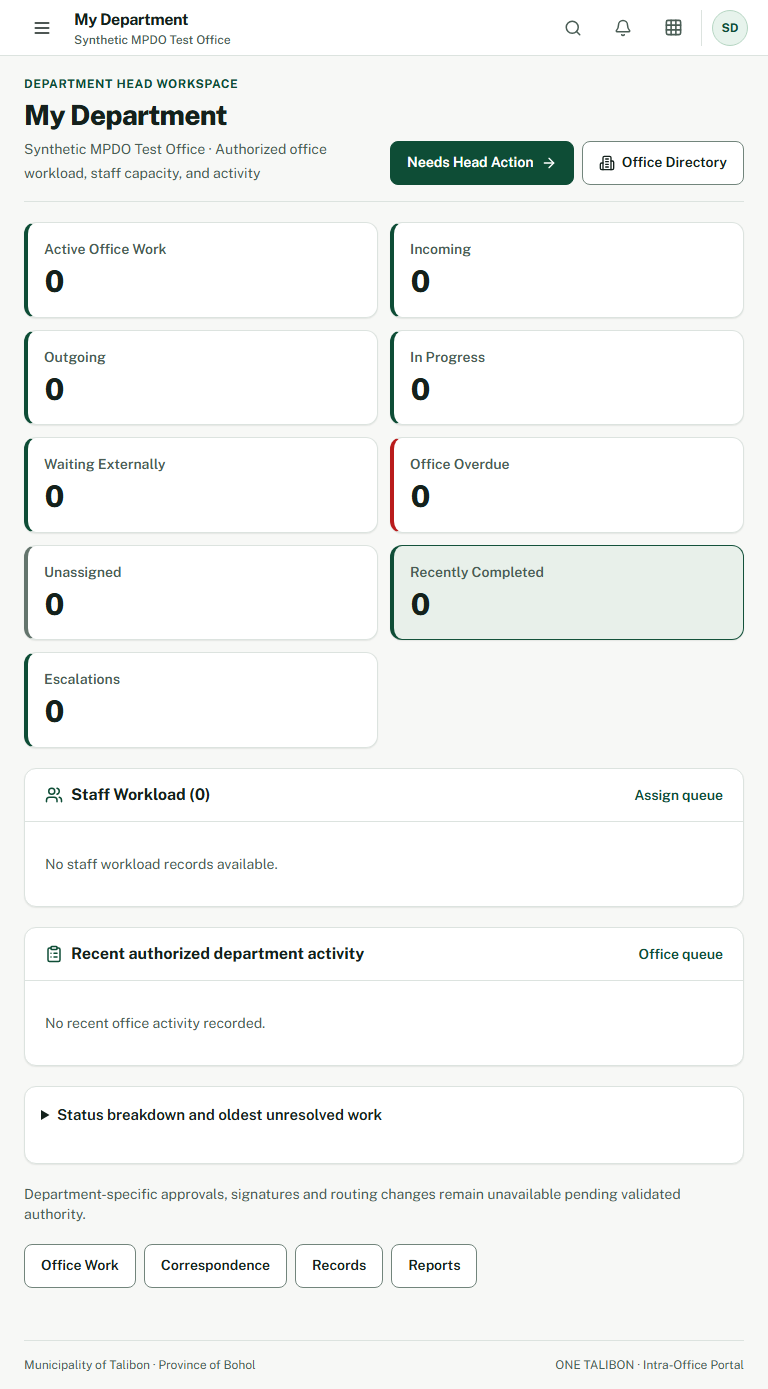 My Department
Synthetic MPDO Test Office
SD
DEPARTMENT HEAD WORKSPACE
My Department
Synthetic MPDO Test Office · Authorized office
workload, staff capacity, and activity
Needs Head Action →
Office Directory
Active Office Work
0
Incoming
0
Outgoing
0
In Progress
0
Waiting Externally
0
Office Overdue
0
Unassigned
0
Recently Completed
0
Escalations
0
Staff Workload (0)
Assign queue
No staff workload records available.
Recent authorized department activity
Office queue
No recent office activity recorded.
Status breakdown and oldest unresolved work
Department-specific approvals, signatures and routing changes remain unavailable pending validated
authority.
Office Work
Correspondence
Records
Reports
Municipality of Talibon · Province of Bohol
ONE TALIBON · Intra-Office Portal